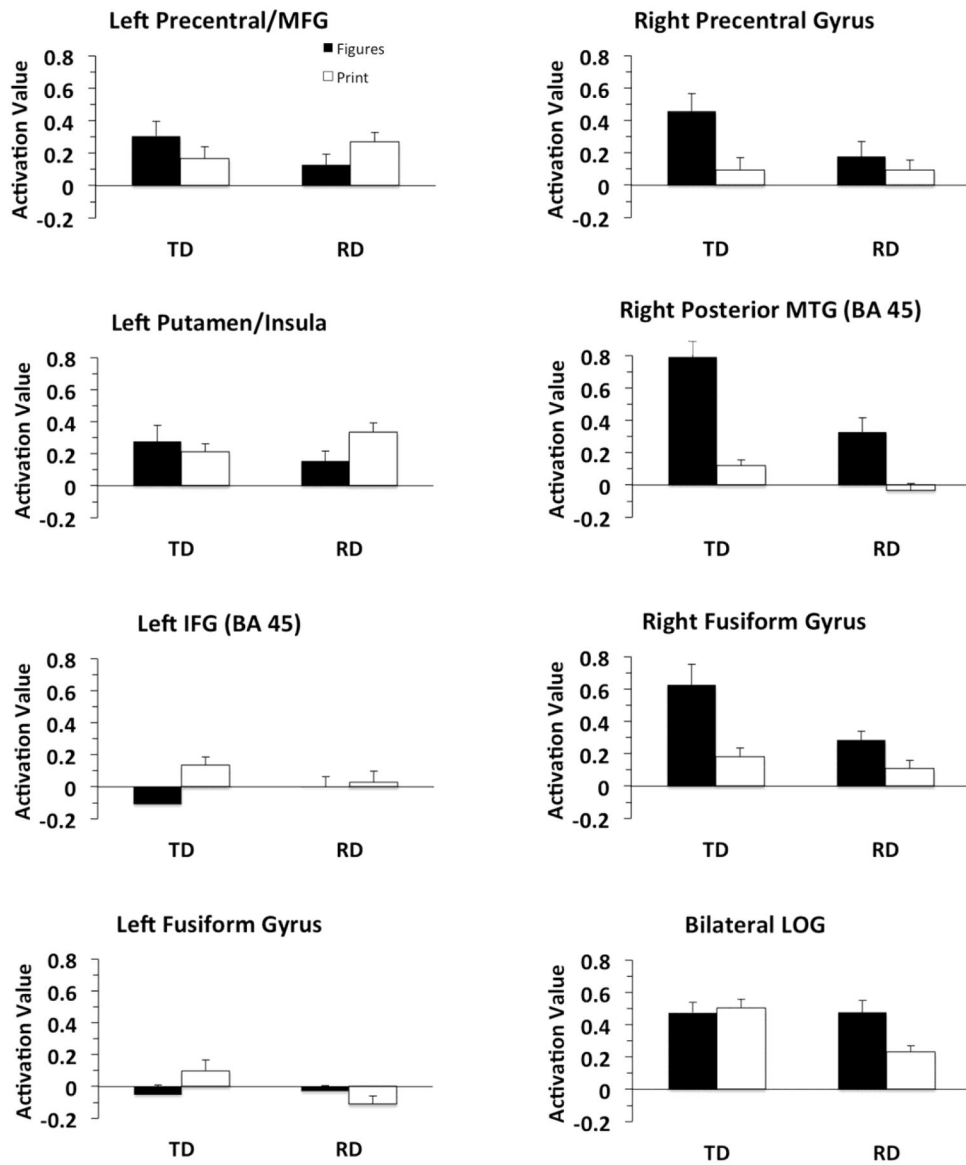 Left Precentral/MFG
Figures
Print
Activation Value
0.8
0.6
0.4
0.2
0
-0.2
TD
RD
Right Precentral Gyrus
Activation Value
0.8
0.6
0.4
0.2
0
-0.2
TD
RD
Left Putamen/Insula
Activation Value
0.8
0.6
0.4
0.2
0
-0.2
TD
RD
Right Posterior MTG (BA 45)
Activation Value
0.8
0.6
0.4
0.2
0
-0.2
TD
RD
Left IFG (BA 45)
Activation Value
0.8
0.6
0.4
0.2
0
-0.2
TD
RD
Right Fusiform Gyrus
Activation Value
0.8
0.6
0.4
0.2
0
-0.2
TD
RD
Left Fusiform Gyrus
Activation Value
0.8
0.6
0.4
0.2
0
-0.2
TD
RD
Bilateral LOG
Activation Value
0.8
0.6
0.4
0.2
0
-0.2
TD
RD